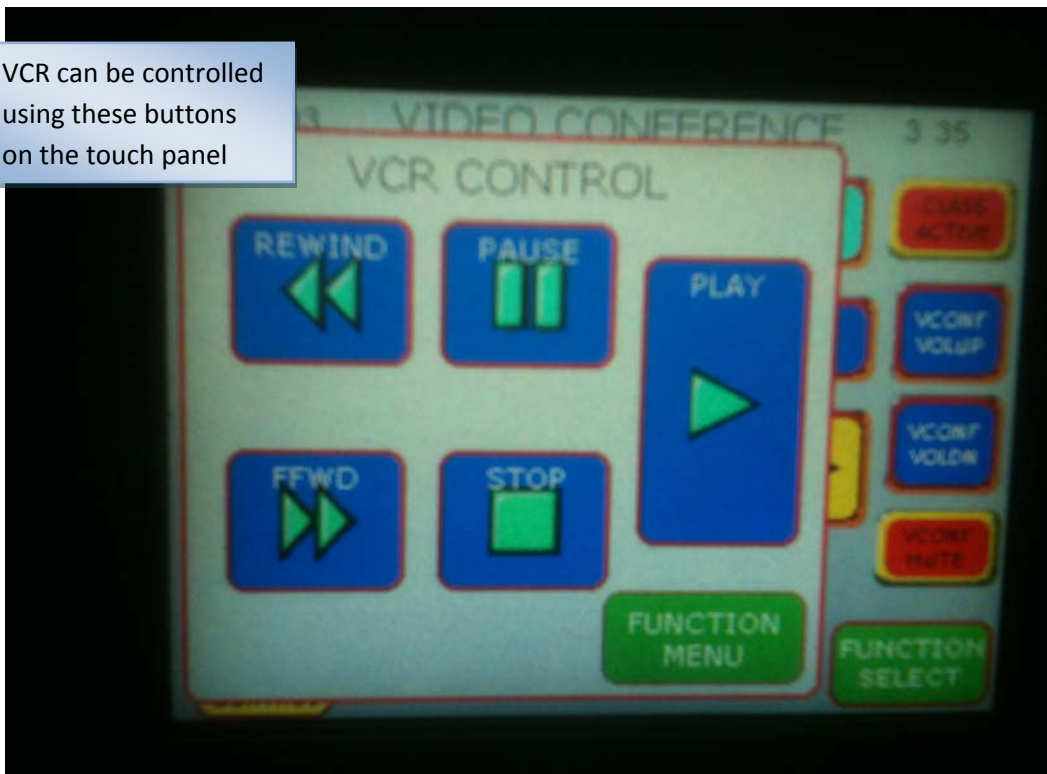 VCR can be controlled
using these buttons
on the touch panel
VIDEO CONFERENCE
3 35
VCR CONTROL
REWIND
PAUSE
PLAY
FFWD
STOP
FUNCTION
MENU
CLASS
ACTIVE
VCONF
VOLUP
VCONF
VOLDN
VCONF
MUTE
FUNCTION
SELECT